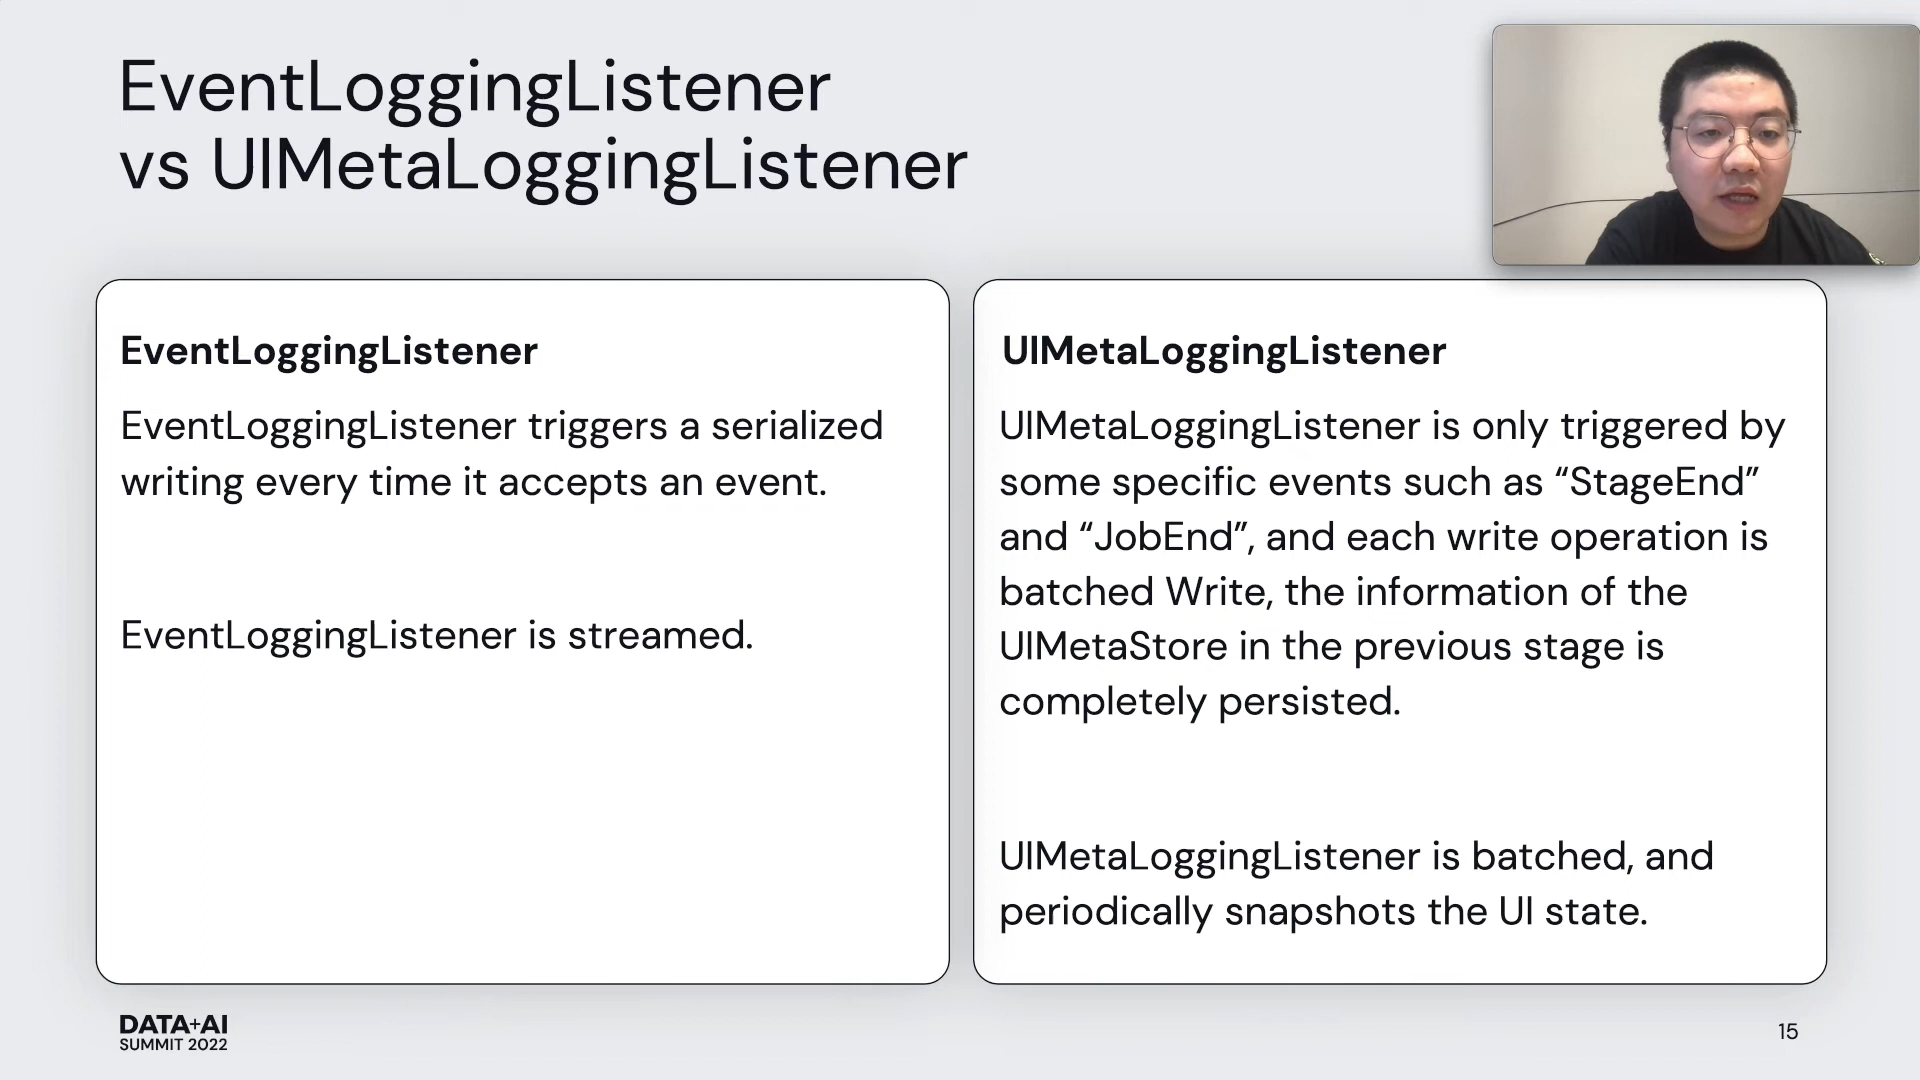 EventLoggingListener
vs UIMetaLoggingListener
EventLoggingListener
EventLoggingListener triggers a serialized
writing every time it accepts an event.
EventLoggingListener is streamed.
UIMetaLoggingListener
UIMetaLoggingListener is only triggered by
some specific events such as “StageEnd”
and “JobEnd”, and each write operation is
batched Write, the information of the
UIMetaStore in the previous stage is
completely persisted.
UIMetaLoggingListener is batched, and
periodically snapshots the UI state.
DATA+AI
SUMMIT 2022
15